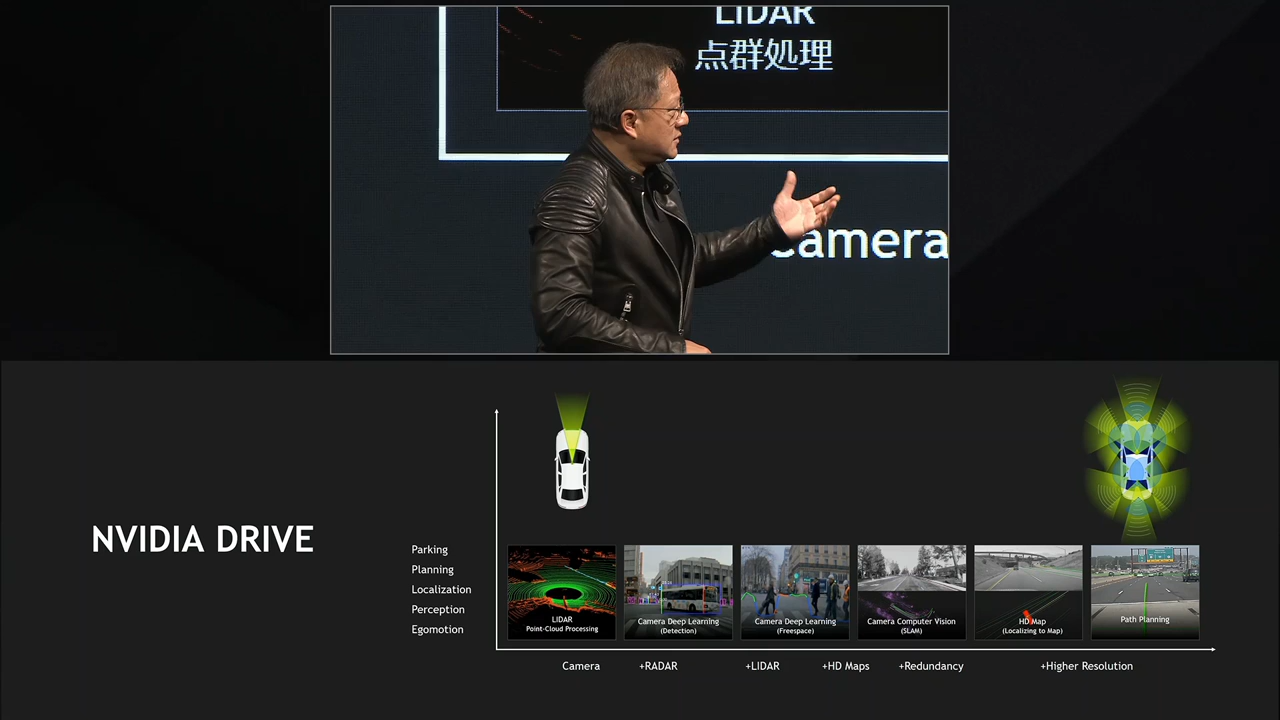 LIDAR
点群処理
Camera
NVIDIA DRIVE
Parking
Planning
Localization
Perception
Egomotion
LIDAR
Point-Cloud Processing
Camera Deep Learning
(Detection)
Camera Deep Learning
(Freespace)
Camera Computer Vision
(SLAM)
HD Map
(Localizing to Map)
Path Planning
Camera
+RADAR
+LIDAR
+HD Maps
+Redundancy
+Higher Resolution